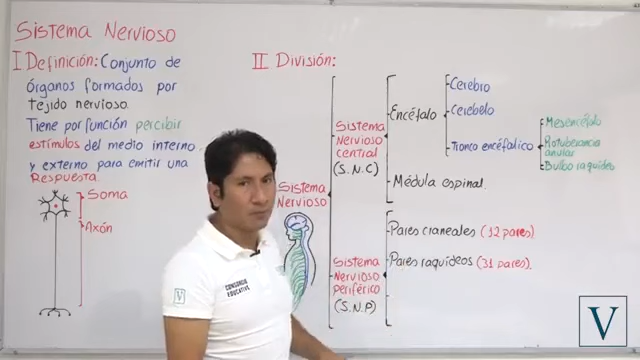 Sistema Nervioso
I Definición: Conjunto de
órganos formados por
tejido nervioso.
Tiene por función percibir
estímulos del medio interno
y externo para emitir una
Respuesta
Soma
Axón
II División:
Sistema
Nervioso
Sistema
Nervioso
central
(S.N.C)
Encéfalo
Cerebro
Cerebelo
Tronco encefálico
Mesencéfalo
Protuberancia
anular
Bulbo raquídeo
Médula espinal.
Sistema
Nervioso
periférico
(S.N.P)
Pares craneales (12 pares)
Pares raquídeos (31 pares)
CONSORCIO
EDUCATIVO
V
V